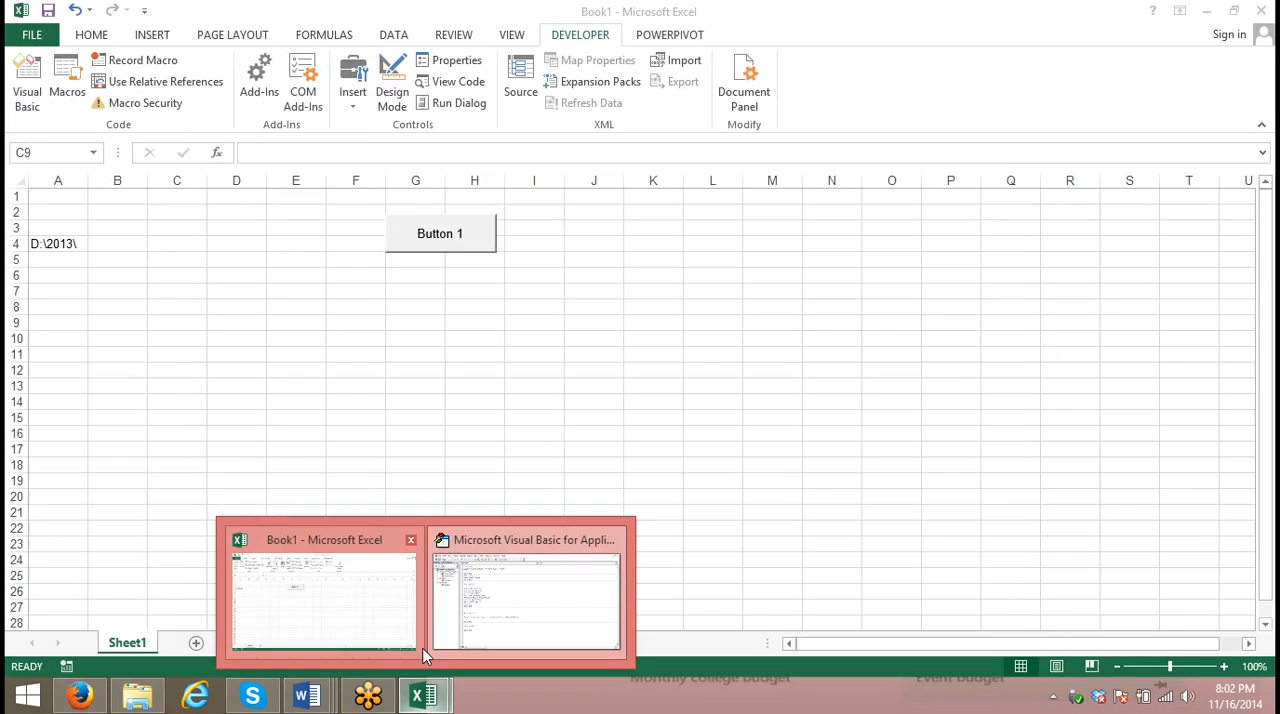 Book1 - Microsoft Excel
?
FILE HOME INSERT PAGE LAYOUT FORMULAS DATA REVIEW VIEW DEVELOPER POWERPIVOT Sign in
Visual Basic
Macros
Record Macro
Use Relative References
Macro Security
Code
Add-Ins
COM Add-Ins
Add-Ins
Insert
Design Mode
Properties
View Code
Run Dialog
Controls
Source
Map Properties
Expansion Packs
Refresh Data
Import
Export
XML
Document Panel
Modify
C9
fx
A B C D E F G H I J K L M N O P Q R S T U
1
2
3
Button 1
4 D:\2013\
5
6
7
8
9
10
11
12
13
14
15
16
17
18
19
20
21
22
23
24
25
26
27
28
Book1 - Microsoft Excel
Microsoft Visual Basic for Appli...
Sheet1
READY
100%
Monthly college budget
Event budget
8:02 PM
11/16/2014